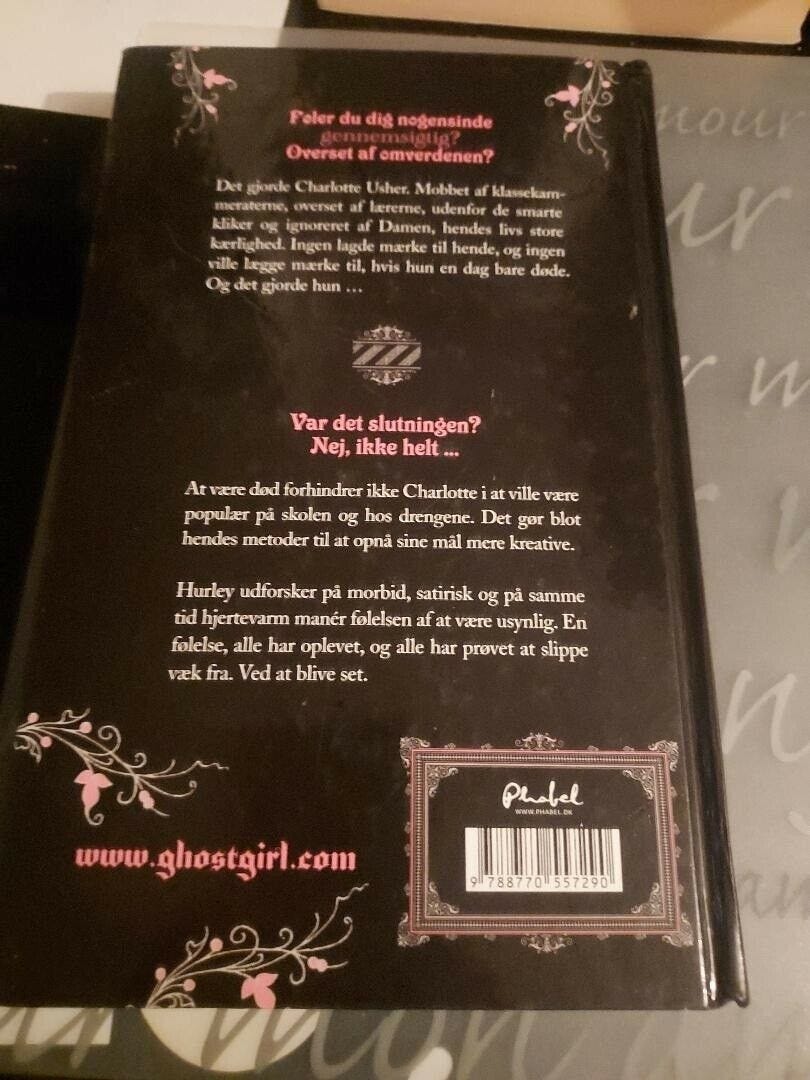 Føler du dig nogensinde
gennemsigtig?
Overset af omverdenen?
Det gjorde Charlotte Usher. Mobbet af klassekam-
meraterne, overset af lærerne, udenfor de smarte
kliker og ignoreret af Damen, hendes livs store
kærlighed. Ingen lagde mærke til hende, og ingen
ville lægge mærke til, hvis hun en dag bare døde.
Og det gjorde hun ...
Var det slutningen?
Nej, ikke helt ...
At være død forhindrer ikke Charlotte i at ville være
populær på skolen og hos drengene. Det gør blot
hendes metoder til at opnå sine mål mere kreative.
Hurley udforsker på morbid, satirisk og på samme
tid hjertevarm manér følelsen af at være usynlig. En
følelse, alle har oplevet, og alle har prøvet at slippe
væk fra. Ved at blive set.
www.ghostgirl.com
Phabel
WWW.PHABEL.DK
9 788770 557290